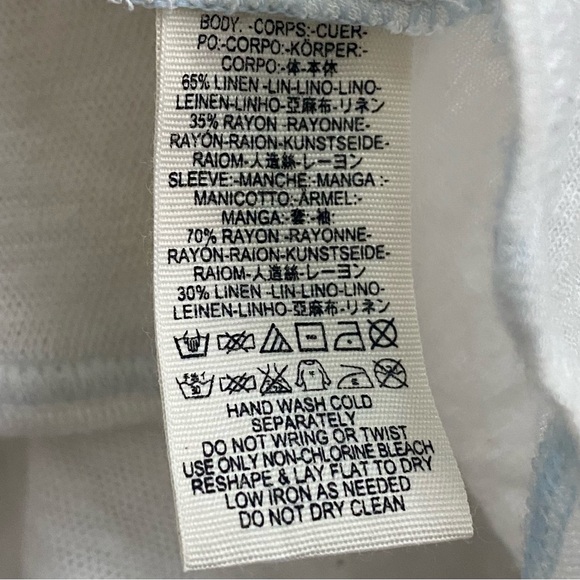 BODY: -CORPS:-CUER-
PO:-CORPO:-KÖRPER:-
CORPO:-体-本体
65% LINEN -LIN-LINO-LINO-
LEINEN-LINHO-亞麻布-リネン
35% RAYON -RAYONNE-
RAYÓN-RAION-KUNSTSEIDE-
RAIOM-人造絲-レーヨン
SLEEVE:-MANCHE:-MANGA :-
MANICOTTO:-ÄRMEL:-
MANGA:-套-袖:
70% RAYON -RAYONNE-
RAYÓN-RAION-KUNSTSEIDE-
RAIOM-人造絲-レーヨン
30% LINEN -LIN-LINO-LINO-
LEINEN-LINHO-亞麻布-リネン
HAND WASH COLD
SEPARATELY
DO NOT WRING OR TWIST
USE ONLY NON-CHLORINE BLEACH
RESHAPE & LAY FLAT TO DRY
LOW IRON AS NEEDED
DO NOT DRY CLEAN